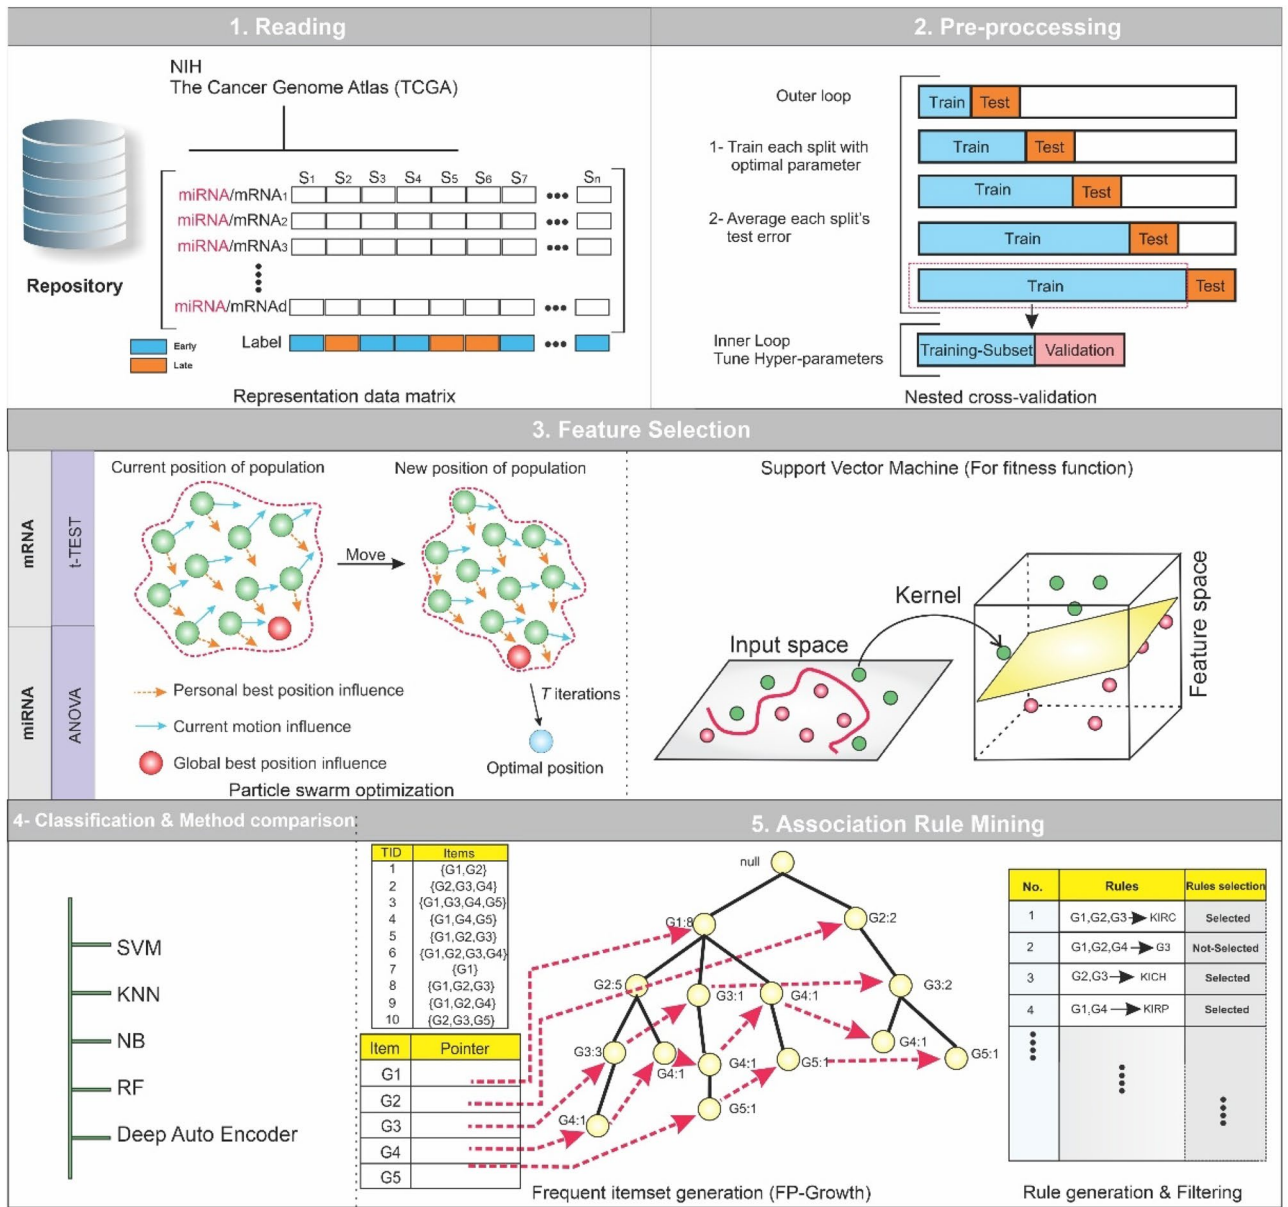 1. Reading
NIH
The Cancer Genome Atlas (TCGA)
S1 S2 S3 S4 S5 S6 S7 Sn
miRNA/mRNA1
miRNA/mRNA2
miRNA/mRNA3
miRNA/mRNAd
Repository
Label
Early
Late
Representation data matrix
2. Pre-proccessing
Outer loop
1- Train each split with
optimal parameter
2- Average each split's
test error
Train Test
Train Test
Train Test
Train Test
Train Test
Inner Loop
Tune Hyper-parameters
Training-Subset Validation
Nested cross-validation
3. Feature Selection
mRNA
t-TEST
miRNA
ANOVA
Current position of population
New position of population
Move
T iterations
Optimal position
Personal best position influence
Current motion influence
Global best position influence
Particle swarm optimization
Support Vector Machine (For fitness function)
Kernel
Input space
Feature space
4- Classification & Method comparison
SVM
KNN
NB
RF
Deep Auto Encoder
5. Association Rule Mining
TID Items
1 {G1,G2}
2 {G2,G3,G4}
3 {G1,G3,G4,G5}
4 {G1,G4,G5}
5 {G1,G2,G3}
6 {G1,G2,G3,G4}
7 {G1}
8 {G1,G2,G3}
9 {G1,G2,G4}
10 {G2,G3,G5}
Item Pointer
G1
G2
G3
G4
G5
null
G1:8
G2:2
G2:5
G3:1
G4:1
G3:2
G3:3
G4:1
G4:1
G5:1
G4:1
G5:1
G4:1
G5:1
Frequent itemset generation (FP-Growth)
No. Rules Rules selection
1 G1,G2,G3 KIRC Selected
2 G1,G2,G4 G3 Not-Selected
3 G2,G3 KICH Selected
4 G1,G4 KIRP Selected
Rule generation & Filtering